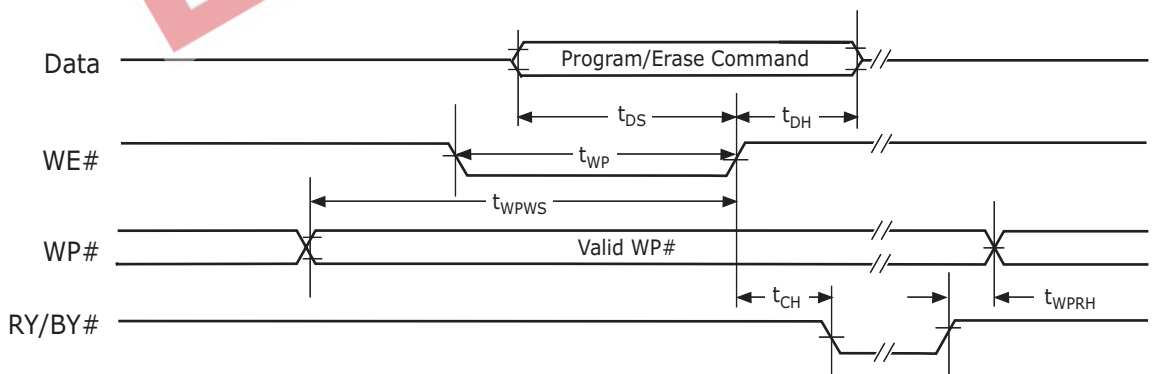 Data
Program/Erase Command
tDS
tDH
WE#
tWP
tWPWS
WP#
Valid WP#
tCH
tWPRH
RY/BY#